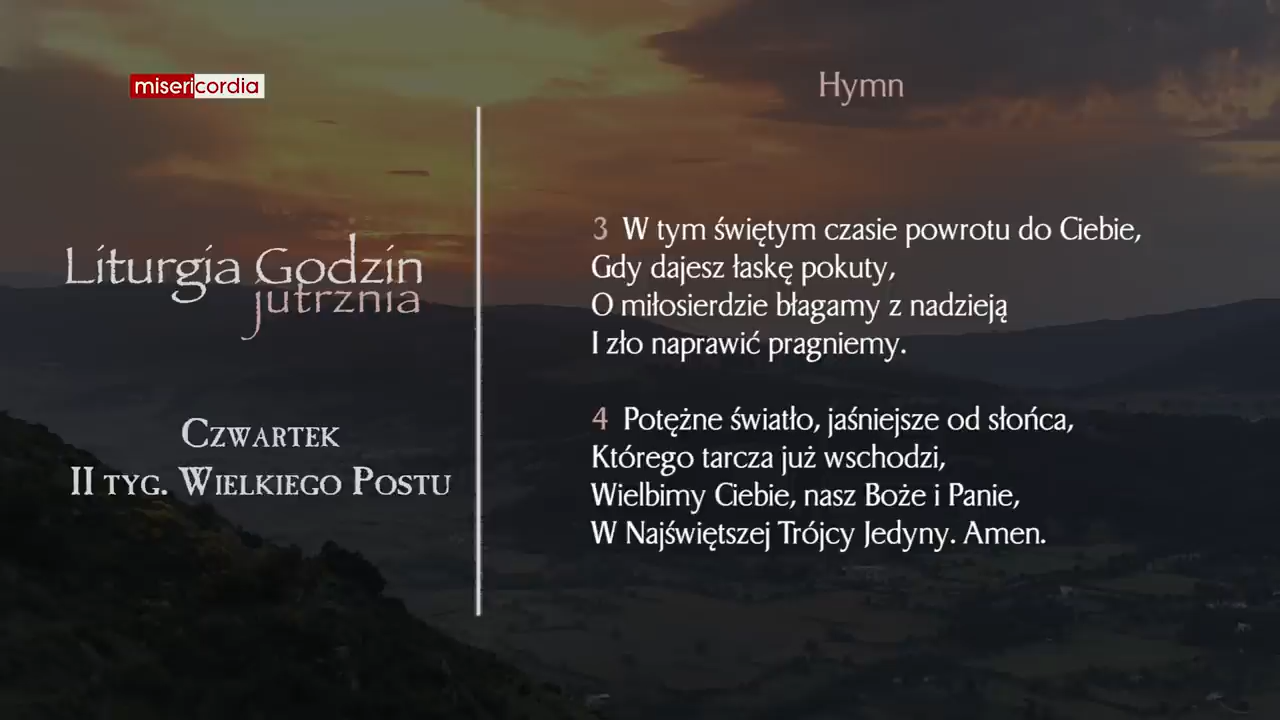 misericordia
Liturgia Godzin
jutrznia
Czwartek
II tyg. Wielkiego Postu
Hymn
3 W tym świętym czasie powrotu do Ciebie,
Gdy dajesz łaskę pokuty,
O miłosierdzie błagamy z nadzieją
I zło naprawić pragniemy.
4 Potężne światło, jaśniejsze od słońca,
Którego tarcza już wschodzi,
Wielbimy Ciebie, nasz Boże i Panie,
W Najświętszej Trójcy Jedyny. Amen.